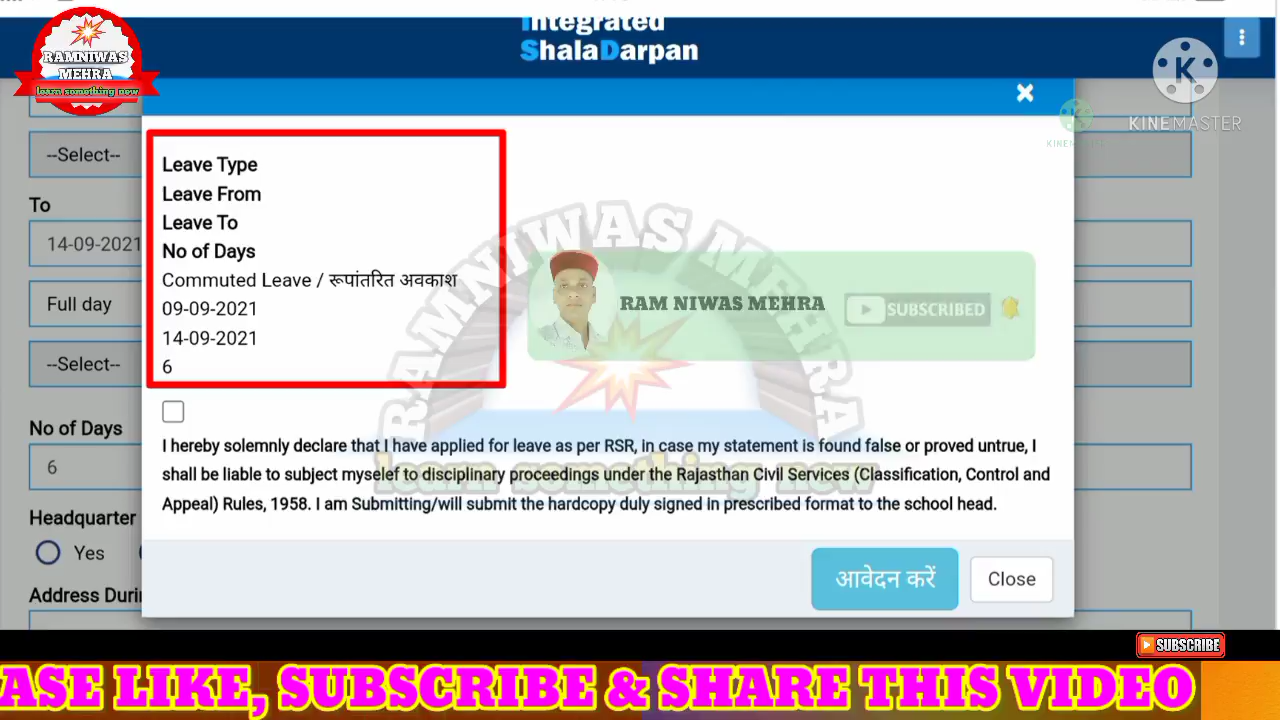 Integrated
ShalaDarpan
RAMNIWAS
MEHRA
learn something new
K
KINEMASTER
--Select--
To
14-09-2021
Full day
--Select--
No of Days
6
Headquarter
Yes
Leave Type
Leave From
Leave To
No of Days
Commuted Leave / रूपांतरित अवकाश
09-09-2021
14-09-2021
6
RAMNIWAS MEHRA
learn something new
RAM NIWAS MEHRA
SUBSCRIBED
I hereby solemnly declare that I have applied for leave as per RSR, in case my statement is found false or proved untrue, I
shall be liable to subject myselef to disciplinary proceedings under the Rajasthan Civil Services (Classification, Control and
Appeal) Rules, 1958. I am Submitting/will submit the hardcopy duly signed in prescribed format to the school head.
आवेदन करें
Close
Address Duri
SUBSCRIBE
ASE LIKE, SUBSCRIBE & SHARE THIS VIDEO